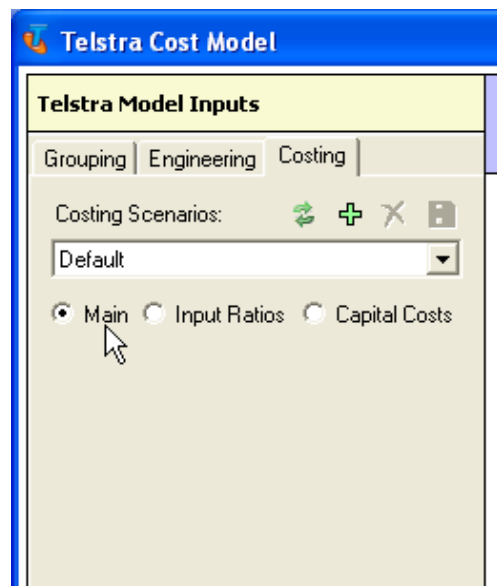 Telstra Cost Model
Telstra Model Inputs
Grouping Engineering Costing
Costing Scenarios:
Default
Main Input Ratios Capital Costs